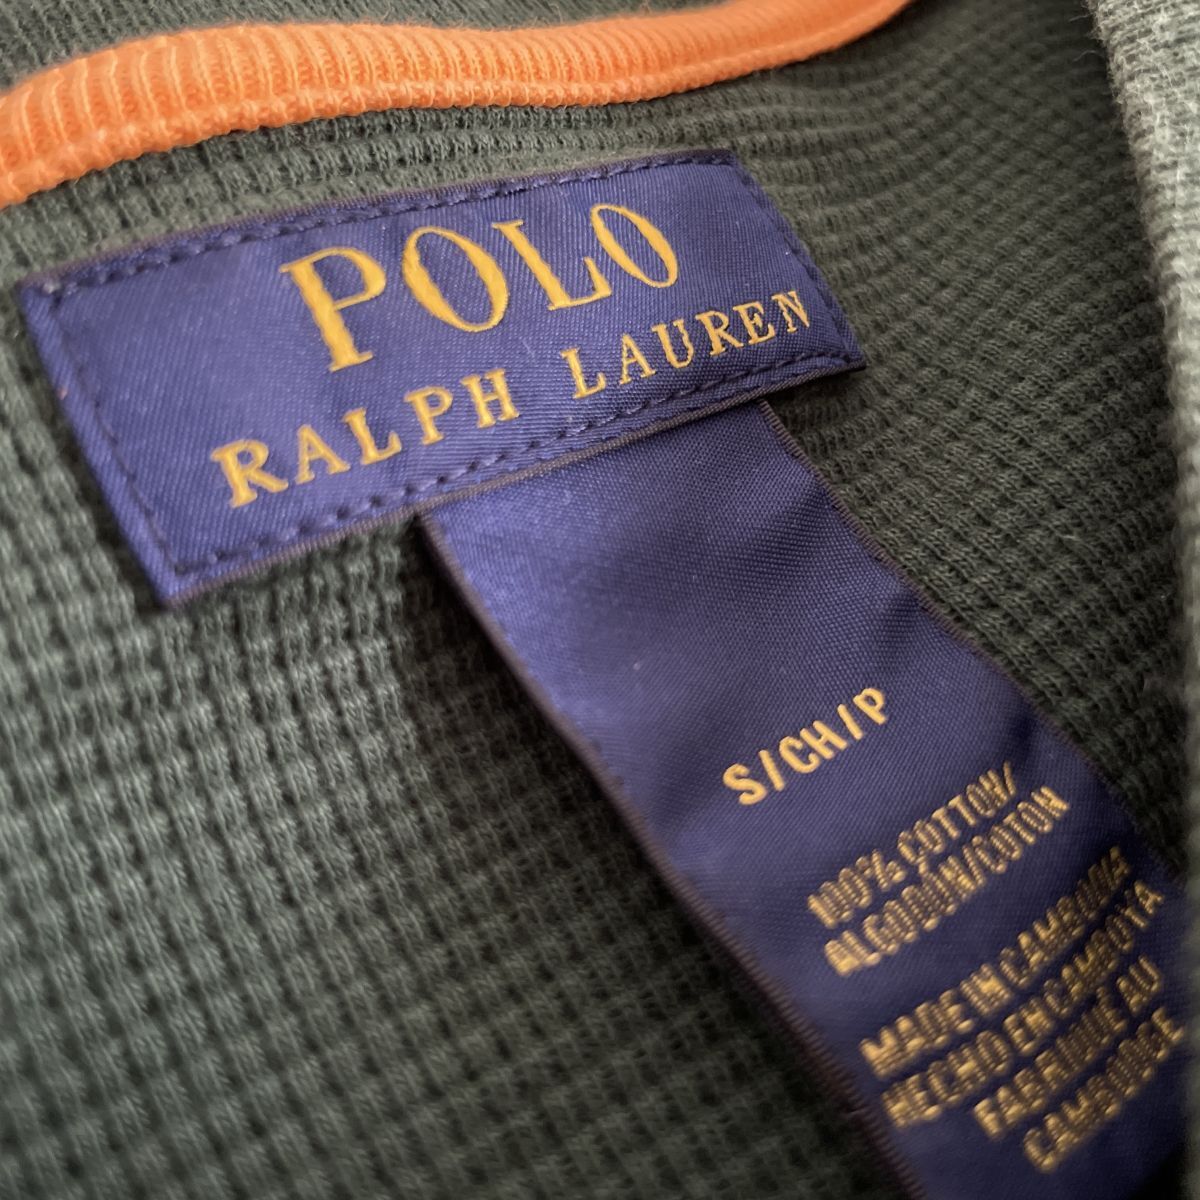 POLO
RALPH LAUREN
S/CH/P
100% COTTON/
ALGODÓN/COTON
MADE IN CAMBODIA
HECHO EN CAMBOYA
FABRIQUÉ AU
CAMBODGE